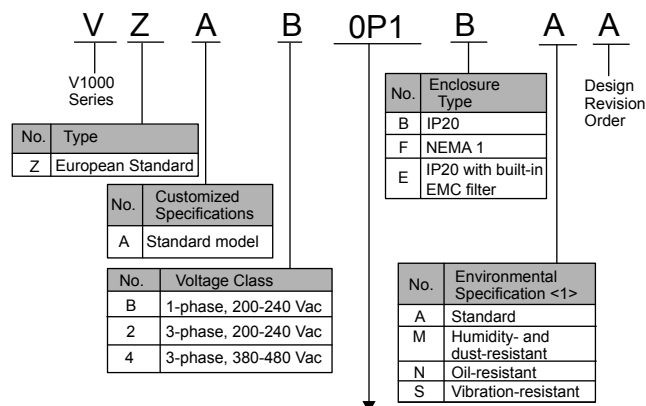 V Z A B 0P1 B A A
V1000
Series
Design
Revision
Order
No. Type
Z European Standard
No. Customized
Specifications
A Standard model
No. Voltage Class
B 1-phase, 200-240 Vac
2 3-phase, 200-240 Vac
4 3-phase, 380-480 Vac
No. Enclosure
Type
B IP20
F NEMA 1
E IP20 with built-in
EMC filter
No. Environmental
Specification <1>
A Standard
M Humidity- and
dust-resistant
N Oil-resistant
S Vibration-resistant